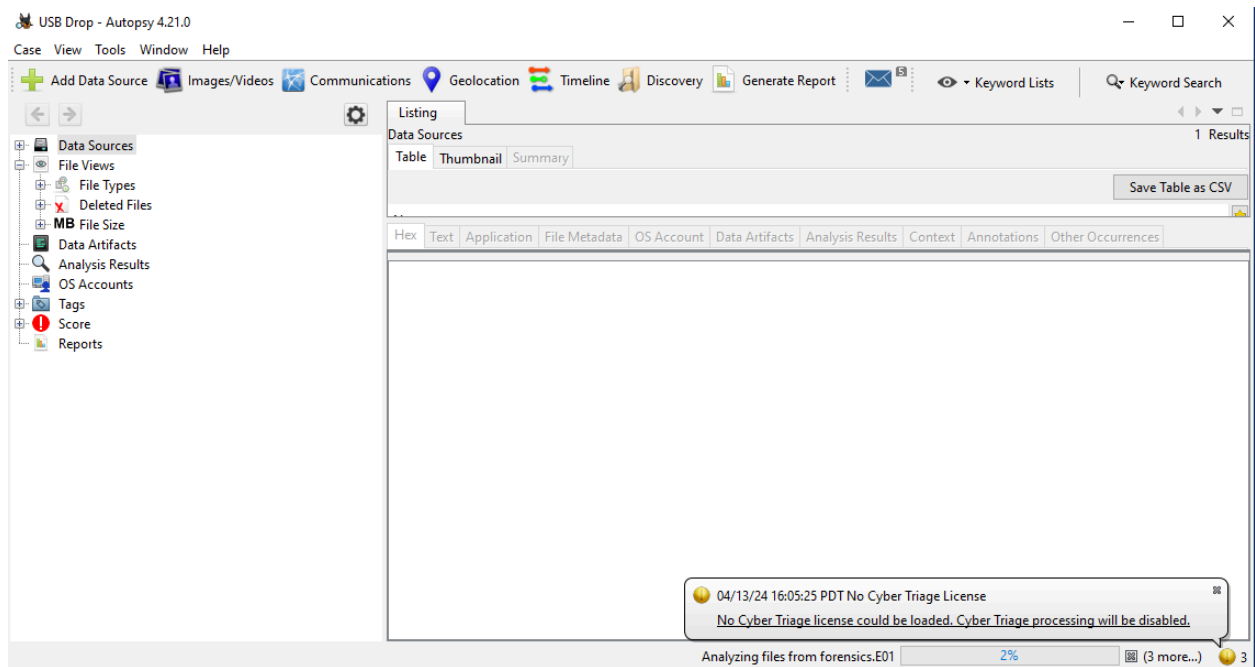 USB Drop - Autopsy 4.21.0
Case View Tools Window Help
Add Data Source Images/Videos Communications Geolocation Timeline Discovery Generate Report 5 Keyword Lists Keyword Search
Listing
Data Sources 1 Results
Table Thumbnail Summary
Save Table as CSV
Hex Text Application File Metadata OS Account Data Artifacts Analysis Results Context Annotations Other Occurrences
Data Sources
File Views
File Types
Deleted Files
MB File Size
Data Artifacts
Analysis Results
OS Accounts
Tags
Score
Reports
04/13/24 16:05:25 PDT No Cyber Triage License
No Cyber Triage license could be loaded. Cyber Triage processing will be disabled.
Analyzing files from forensics.E01 2% (3 more...) 3